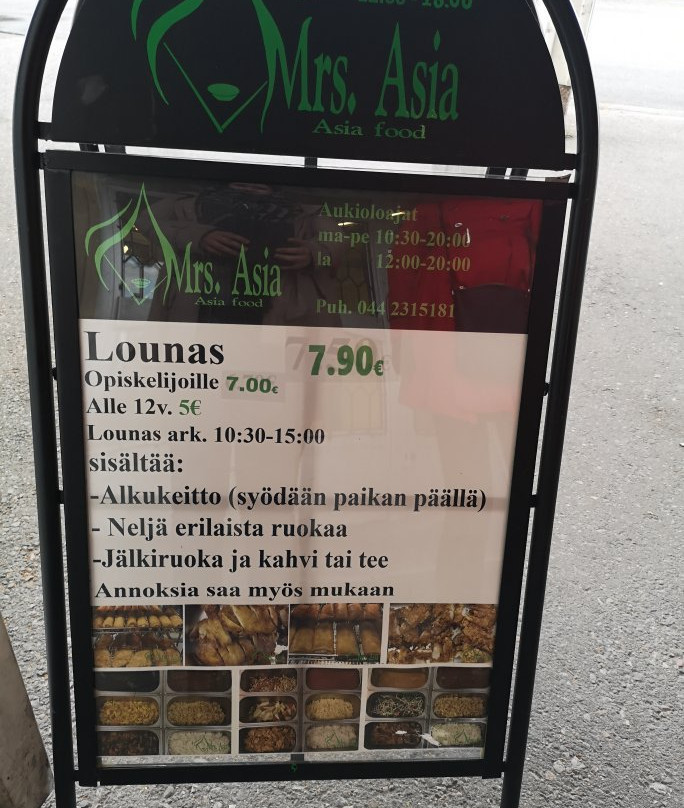 Mrs. Asia
Asia food
Aukioloajat
ma-pe 10:30-20:00
la 12:00-20:00
Mrs. Asia
Asia food
Puh. 044 2315181
Lounas 7.90€
Opiskelijoille 7.00€
Alle 12v. 5€
Lounas ark. 10:30-15:00
sisältää:
-Alkukeitto (syödään paikan päällä)
- Neljä erilaista ruokaa
-Jälkiruoka ja kahvi tai tee
Annoksia saa myös mukaan